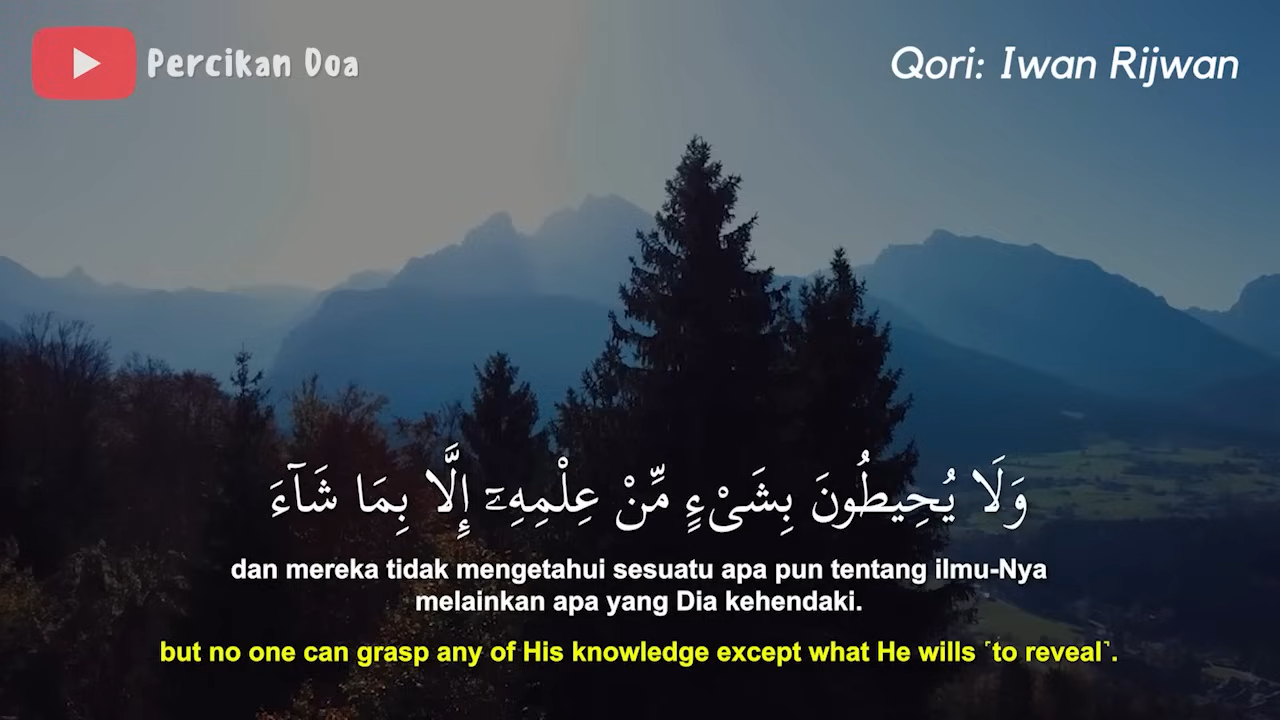 Percikan Doa
Qori: Iwan Rijwan
وَلَا يُحِيطُونَ بِشَىْءٍ مِّنْ عِلْمِهِۦٓ إِلَّا بِمَا شَآءَ
dan mereka tidak mengetahui sesuatu apa pun tentang ilmu-Nya
melainkan apa yang Dia kehendaki.
but no one can grasp any of His knowledge except what He wills ˹to reveal˺.